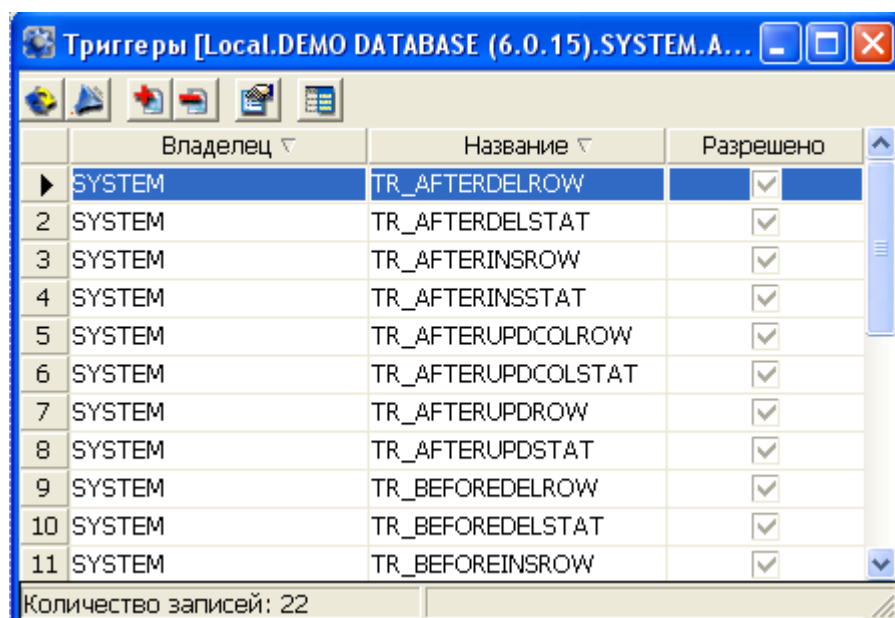 Триггеры [Local.DEMO DATABASE (6.0.15).SYSTEM.A...
Владелец Название Разрешено
SYSTEM TR_AFTERDELROW
2 SYSTEM TR_AFTERDELSTAT
3 SYSTEM TR_AFTERINSROW
4 SYSTEM TR_AFTERINSSTAT
5 SYSTEM TR_AFTERUPDCOLROW
6 SYSTEM TR_AFTERUPDCOLSTAT
7 SYSTEM TR_AFTERUPDROW
8 SYSTEM TR_AFTERUPDSTAT
9 SYSTEM TR_BEFOREDELROW
10 SYSTEM TR_BEFOREDELSTAT
11 SYSTEM TR_BEFOREINSROW
Количество записей: 22